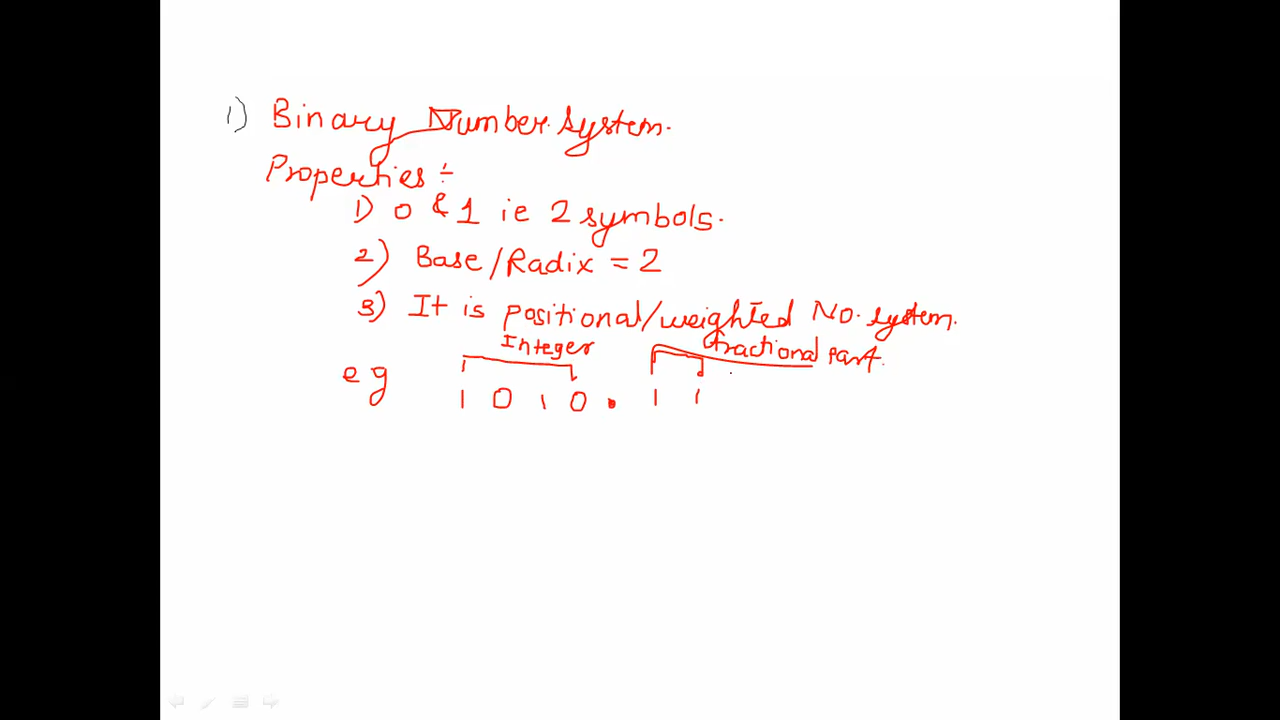 1) Binary Number System.
Properties ÷
1) 0 & 1 ie 2 symbols.
2) Base/Radix = 2
3) It is positional/weighted No. system.
Integer fractional part.
eg 1 0 1 0 . 1 1